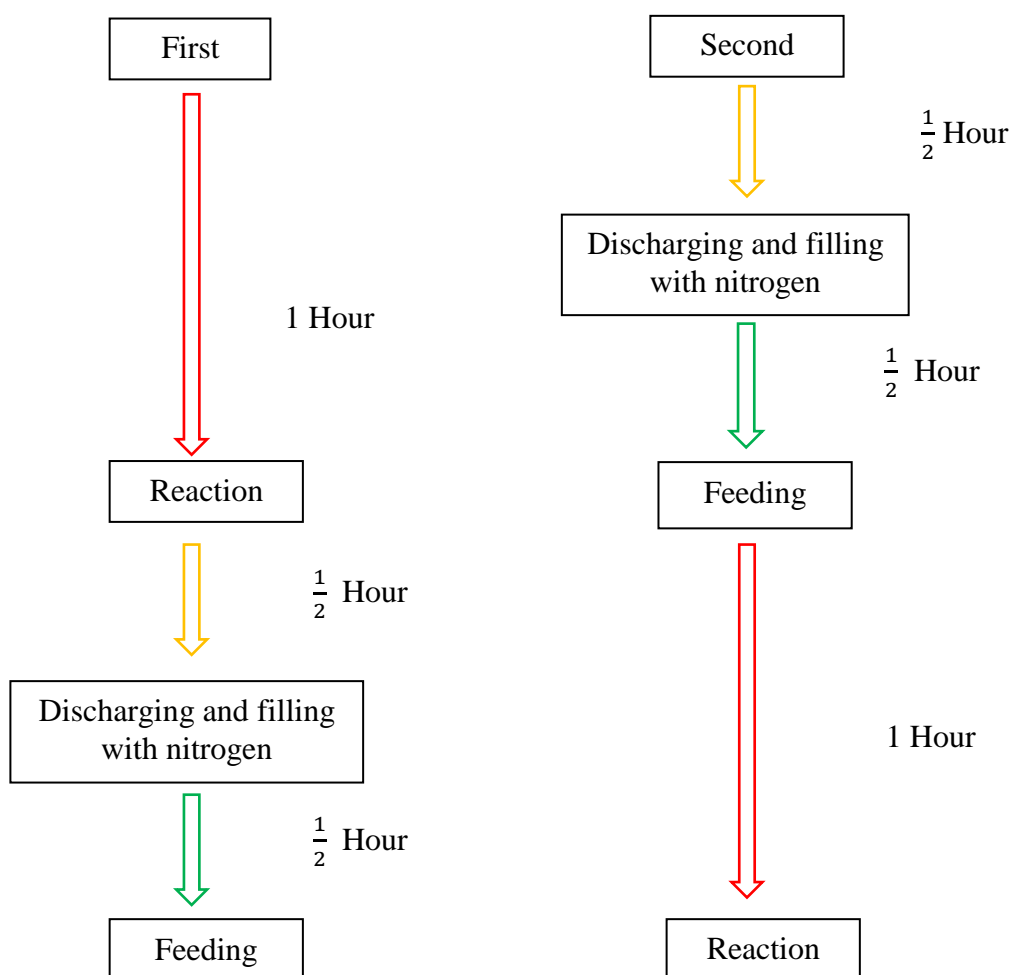 First
1 Hour
Reaction
½ Hour
Discharging and filling
with nitrogen
½ Hour
Feeding
Second
½ Hour
Discharging and filling
with nitrogen
½ Hour
Feeding
1 Hour
Reaction